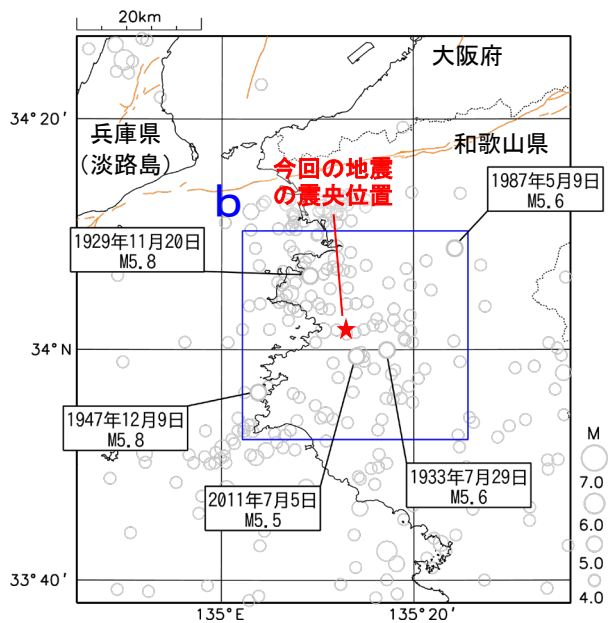 20km
大阪府
34°20′
兵庫県
(淡路島)
和歌山県
今回の地震
の震央位置
1987年5月9日
M5.6
b
1929年11月20日
M5.8
34°N
1947年12月9日
M5.8
M
7.0
6.0
5.0
4.0
1933年7月29日
M5.6
2011年7月5日
M5.5
33°40′
135°E
135°20′